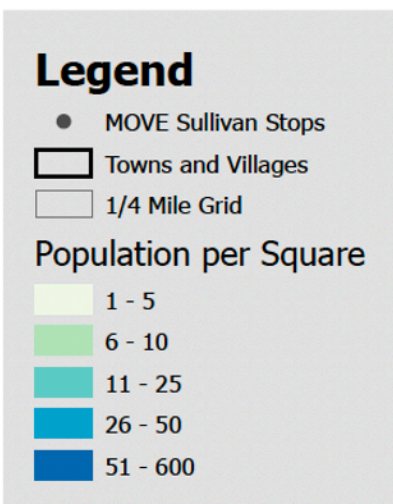 Legend
MOVE Sullivan Stops
Towns and Villages
1/4 Mile Grid
Population per Square
1 - 5
6 - 10
11 - 25
26 - 50
51 - 600